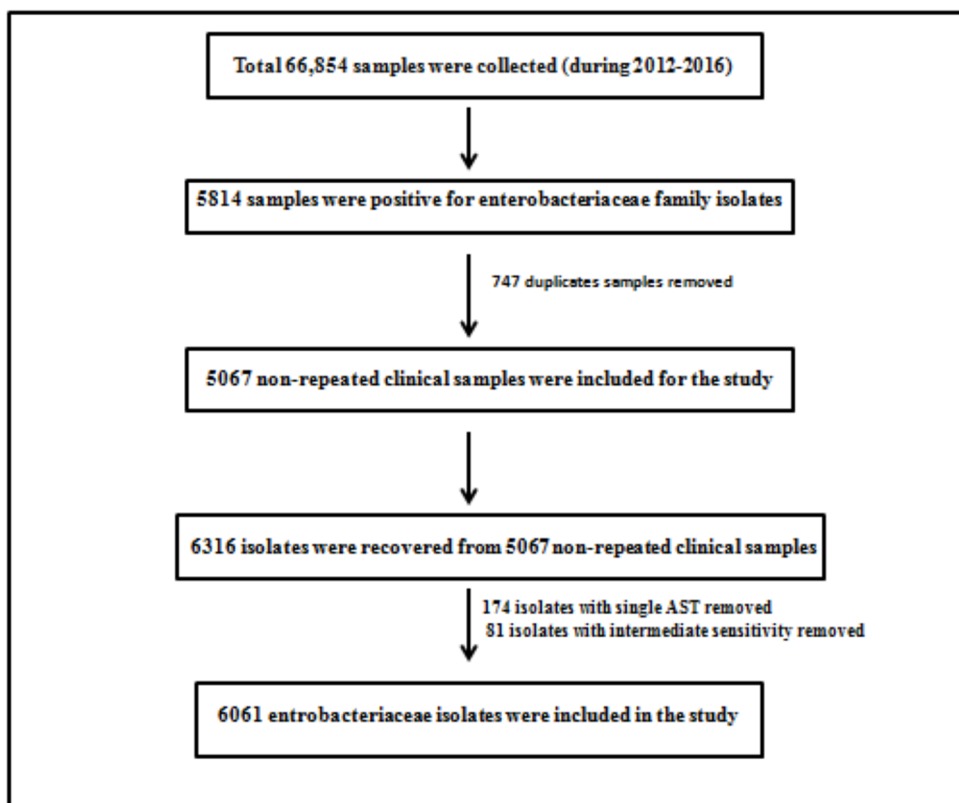 Total 66,854 samples were collected (during 2012-2016)
5814 samples were positive for enterobacteriaceae family isolates
747 duplicates samples removed
5067 non-repeated clinical samples were included for the study
6316 isolates were recovered from 5067 non-repeated clinical samples
174 isolates with single AST removed
81 isolates with intermediate sensitivity removed
6061 entrobacteriaceae isolates were included in the study